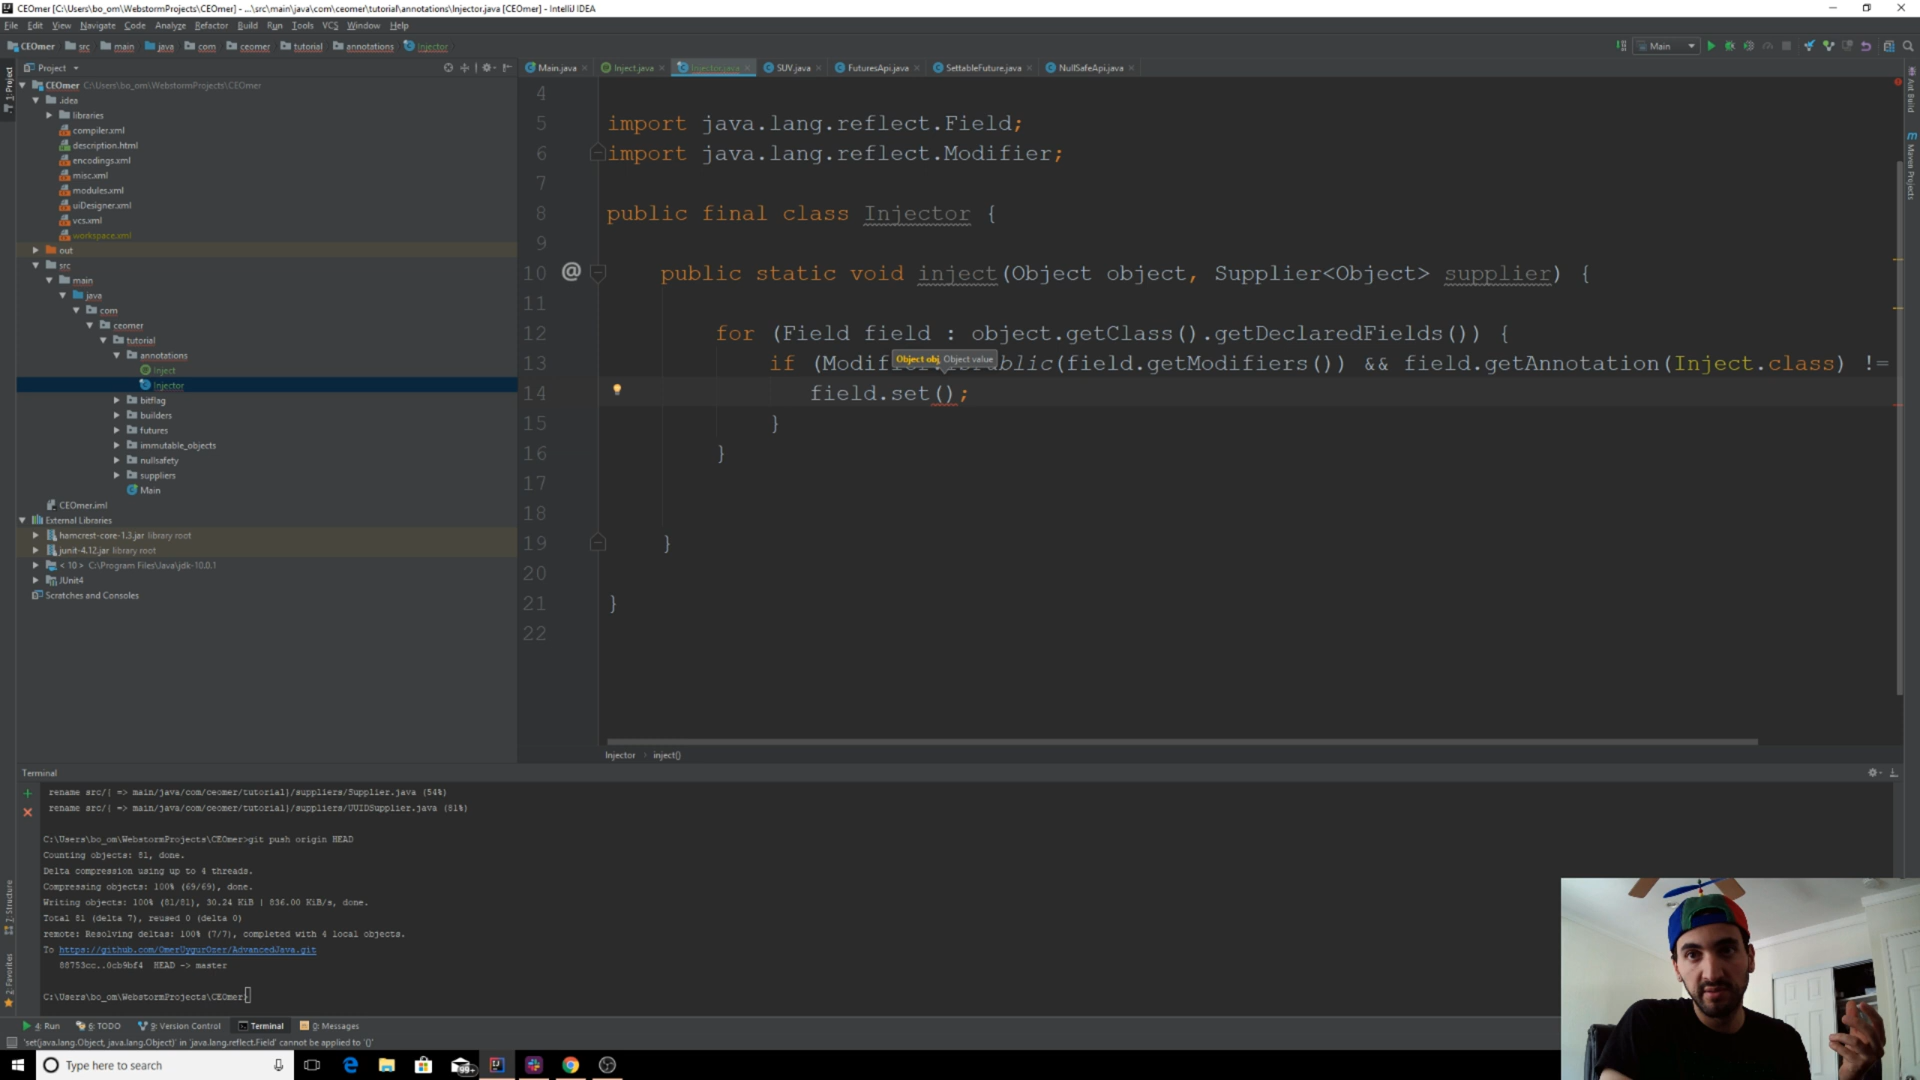 CEOmer [C:\Users\bo_om\WebstormProjects\CEOmer] - ...\src\main\java\com\ceomer\tutorial\annotations\Injector.java [CEOmer] - IntelliJ IDEA
File Edit View Navigate Code Analyze Refactor Build Run Tools VCS Window Help
CEOmer src main java com ceomer tutorial annotations Injector Main
Project Main.java Inject.java Injector.java SUV.java FuturesApi.java SettableFuture.java NullSafeApi.java
1: Project
Ant Build
Maven Projects
CEOmer C:\Users\bo_om\WebstormProjects\CEOmer
.idea
libraries
compiler.xml
description.html
encodings.xml
misc.xml
modules.xml
uiDesigner.xml
vcs.xml
workspace.xml
out
src
main
java
com
ceomer
tutorial
annotations
Inject
Injector
bitflag
builders
futures
immutable_objects
nullsafety
suppliers
Main
CEOmer.iml
External Libraries
hamcrest-core-1.3.jar library root
junit-4.12.jar library root
< 10 > C:\Program Files\Java\jdk-10.0.1
JUnit4
Scratches and Consoles
4
5 import java.lang.reflect.Field;
6 import java.lang.reflect.Modifier;
7
8 public final class Injector {
9
10 @ public static void inject(Object object, Supplier<Object> supplier) {
11
12 for (Field field : object.getClass().getDeclaredFields()) {
Object obj, Object value
13 if (Modif blic(field.getModifiers()) && field.getAnnotation(Inject.class) !=
14 field.set();
15 }
16 }
17
18
19 }
20
21 }
22
Injector inject()
Terminal
rename src/{ => main/java/com/ceomer/tutorial}/suppliers/Supplier.java (54%)
rename src/{ => main/java/com/ceomer/tutorial}/suppliers/UUIDSupplier.java (81%)
C:\Users\bo_om\WebstormProjects\CEOmer>git push origin HEAD
Counting objects: 81, done.
Delta compression using up to 4 threads.
Compressing objects: 100% (69/69), done.
Writing objects: 100% (81/81), 30.24 KiB | 836.00 KiB/s, done.
Total 81 (delta 7), reused 0 (delta 0)
remote: Resolving deltas: 100% (7/7), completed with 4 local objects.
To https://github.com/OmerUygurOzer/AdvancedJava.git
88753cc..0cb9bf4 HEAD -> master
C:\Users\bo_om\WebstormProjects\CEOmer>
7: Structure
2: Favorites
4: Run 6: TODO 9: Version Control Terminal 0: Messages
'set(java.lang.Object, java.lang.Object)' in 'java.lang.reflect.Field' cannot be applied to '()'
Type here to search
99+